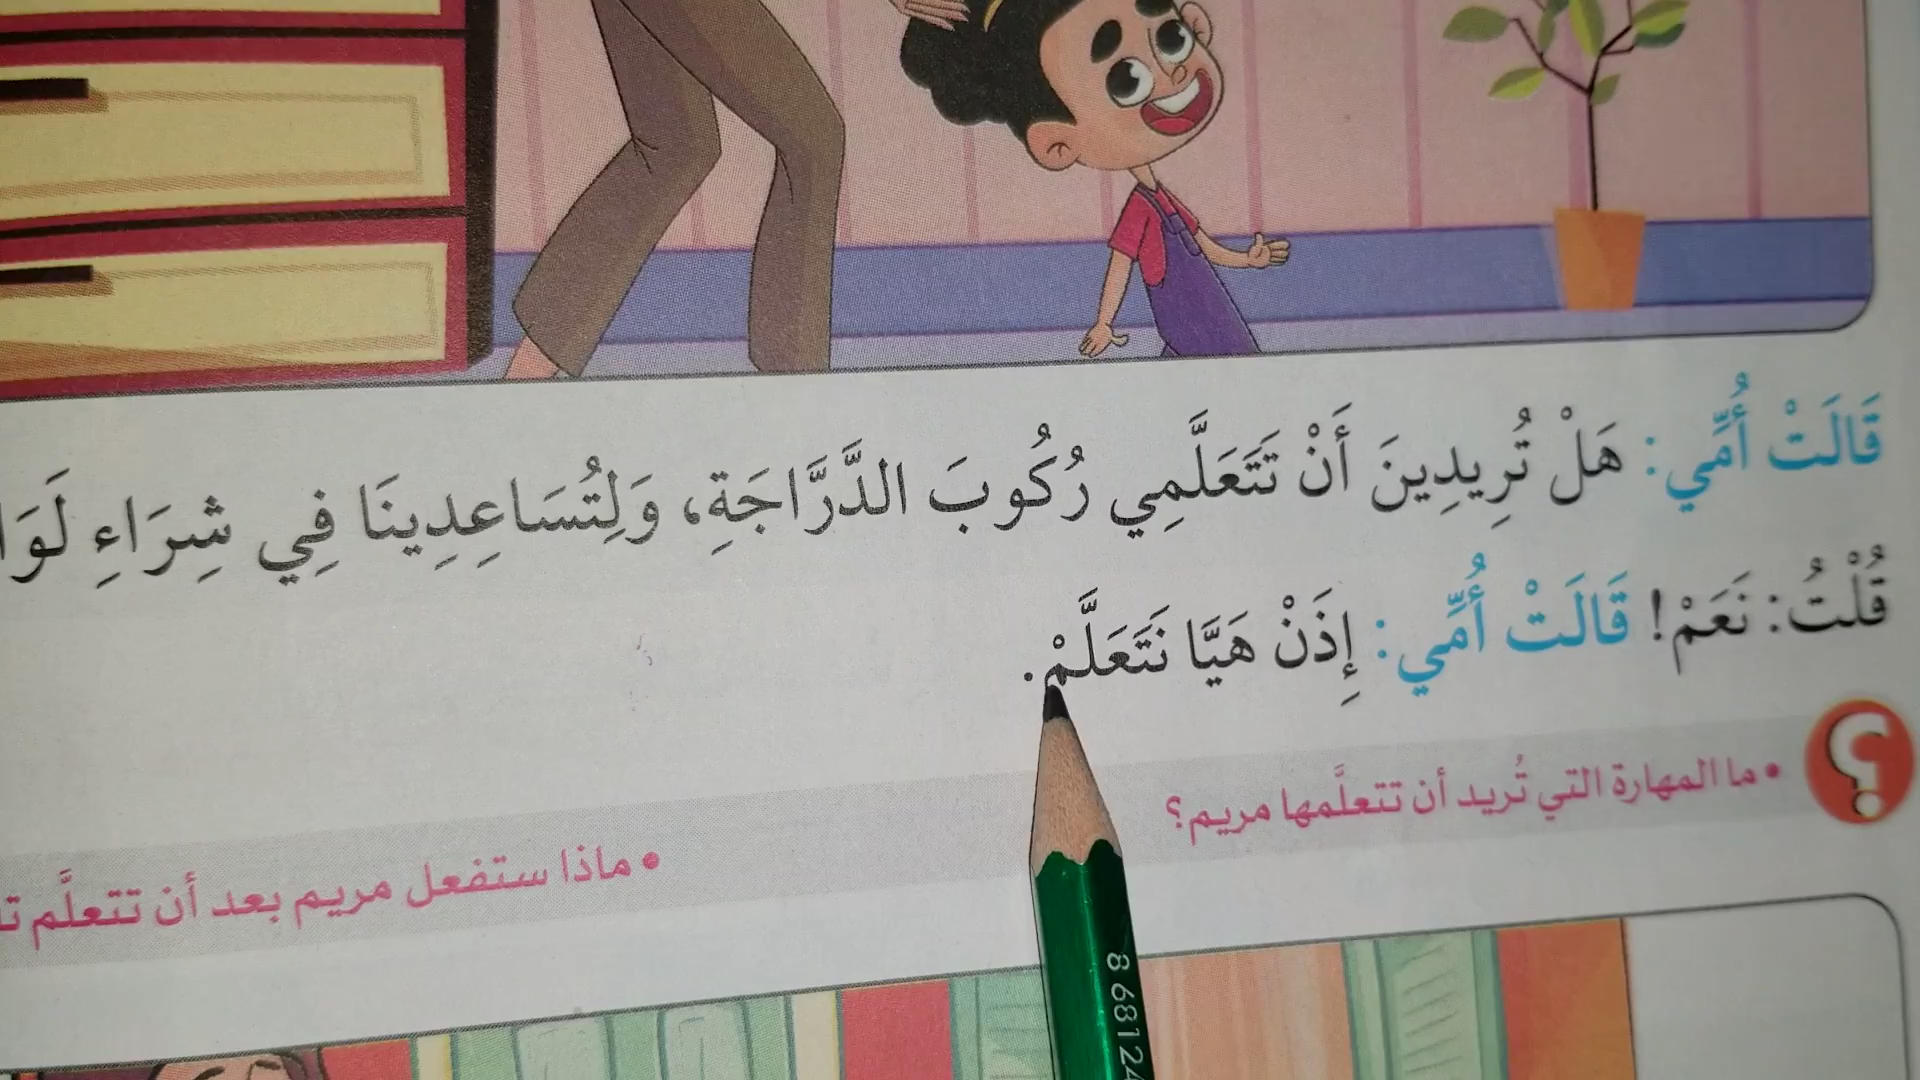 قَالَتْ أُمِّي: هَلْ تُرِيدِينَ أَنْ تَتَعَلَّمِي رُكُوبَ الدَّرَّاجَةِ، وَلِتُسَاعِدِينَا فِي شِرَاءِ
قُلْتُ: نَعَمْ! قَالَتْ أُمِّي: إِذَنْ هَيَّا نَتَعَلَّمْ.
• ما المهارة التي تُريد أن تتعلَّمها مريم؟
• ماذا ستفعل مريم بعد أن تتعلَّم
8 68124